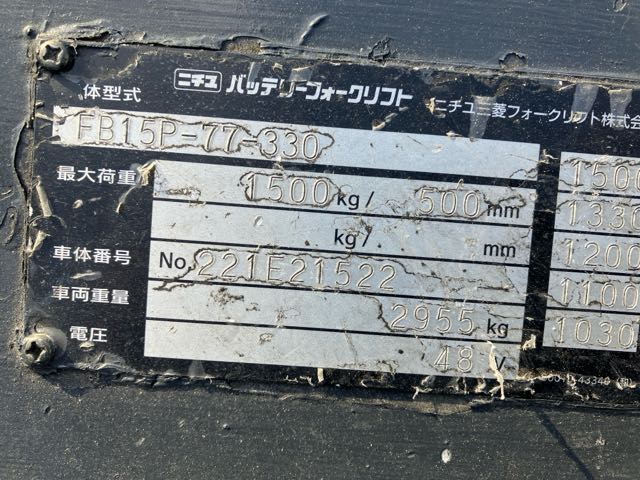 ニチユ バッテリーフォークリフト ニチユ三菱フォークリフト株式会
体型式 FB15P-77-330
最大荷重 1500 kg/ 500 mm
kg/ mm
車体番号 No. 221E21522
車両重量 2955 kg
電圧 48 V
1500
1330
1200
1100
1030